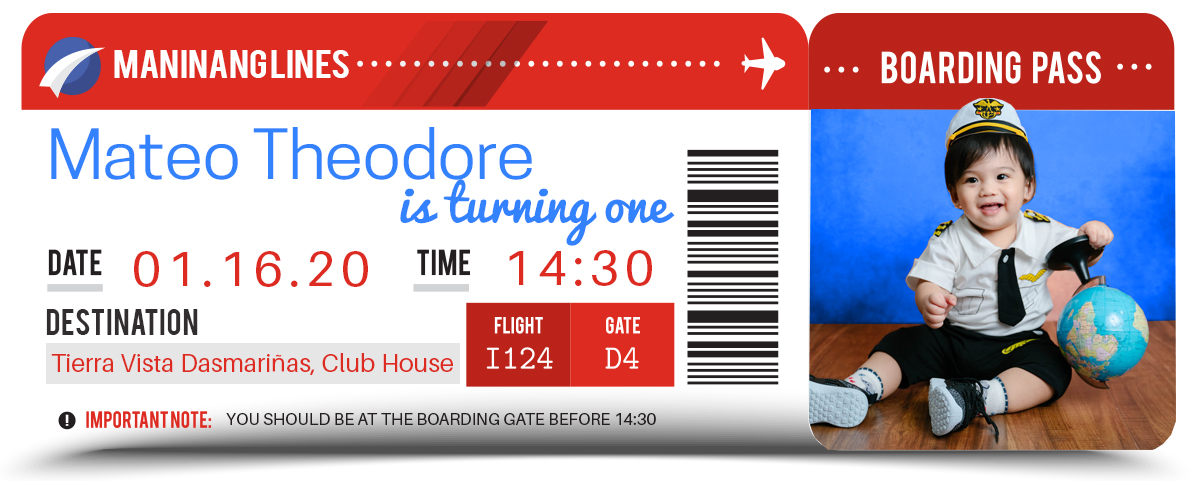 MANINANGLINES
BOARDING PASS
Mateo Theodore
is turning one
DATE 01.16.20 TIME 14:30
DESTINATION
Tierra Vista Dasmariñas, Club House
FLIGHT GATE
I124 D4
IMPORTANT NOTE: YOU SHOULD BE AT THE BOARDING GATE BEFORE 14:30